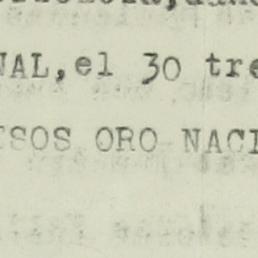 NAL, el 30 tre
ESOS ORO NACI